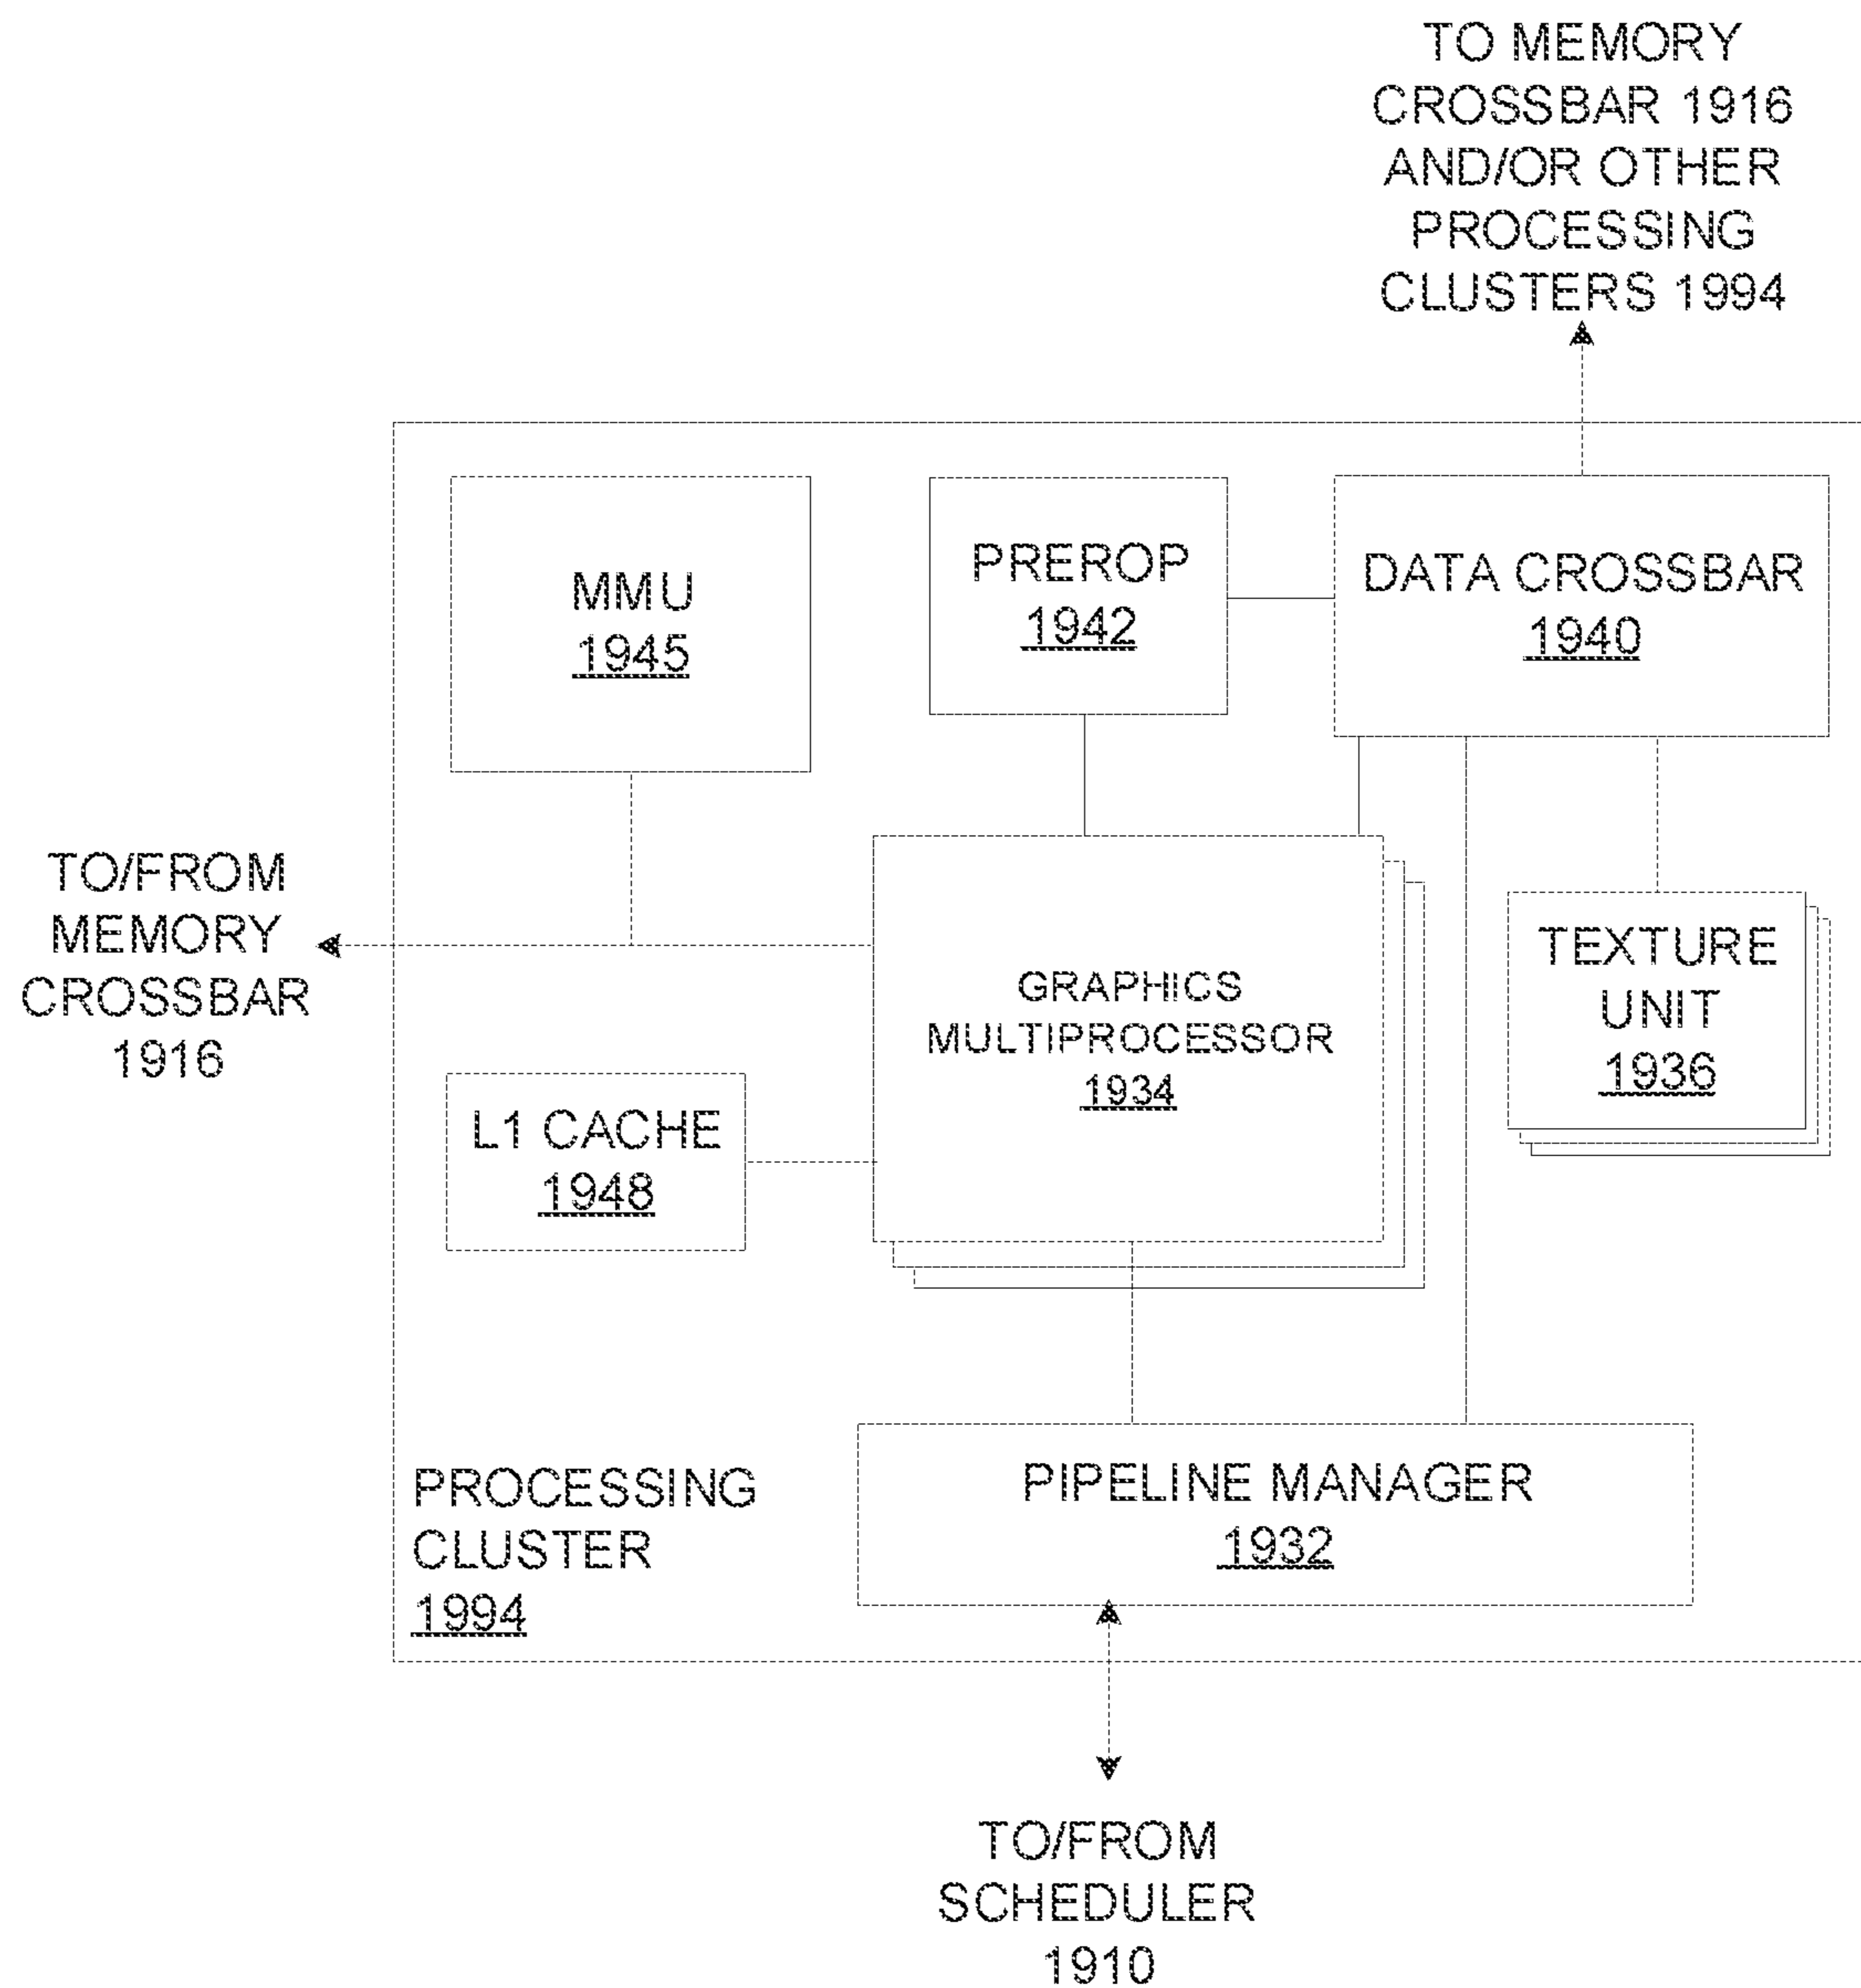 TO MEMORY
CROSSBAR 1916
AND/OR OTHER
PROCESSING
CLUSTERS 1994
MMU
1945
PREROP
1942
DATA CROSSBAR
1940
TO/FROM
MEMORY
CROSSBAR
1916
GRAPHICS
MULTIPROCESSOR
1934
TEXTURE
UNIT
1936
L1 CACHE
1948
PROCESSING
CLUSTER
1994
PIPELINE MANAGER
1932
TO/FROM
SCHEDULER
1910